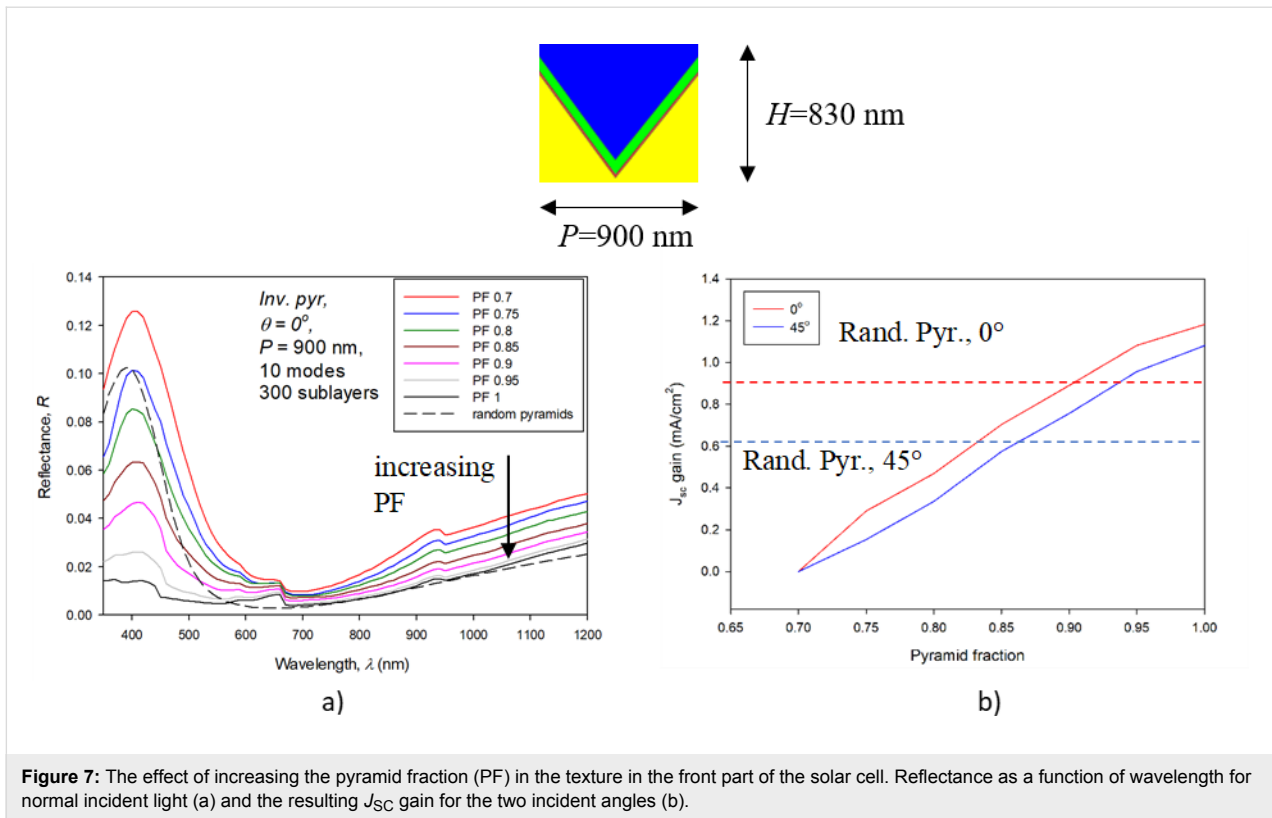 H=830 nm
P=900 nm
0.14
0.12
0.10
0.08
0.06
0.04
0.02
0.00
Reflectance, R
Inv. pyr,
θ = 0°,
P = 900 nm,
10 modes
300 sublayers
PF 0.7
PF 0.75
PF 0.8
PF 0.85
PF 0.9
PF 0.95
PF 1
random pyramids
increasing
PF
400 500 600 700 800 900 1000 1100 1200
Wavelength, λ (nm)
a)
1.4
1.2
1.0
0.8
0.6
0.4
0.2
0.0
Jsc gain (mA/cm²)
0°
45°
Rand. Pyr., 0°
Rand. Pyr., 45°
0.65 0.70 0.75 0.80 0.85 0.90 0.95 1.00
Pyramid fraction
b)
Figure 7: The effect of increasing the pyramid fraction (PF) in the texture in the front part of the solar cell. Reflectance as a function of wavelength for
normal incident light (a) and the resulting JSC gain for the two incident angles (b).